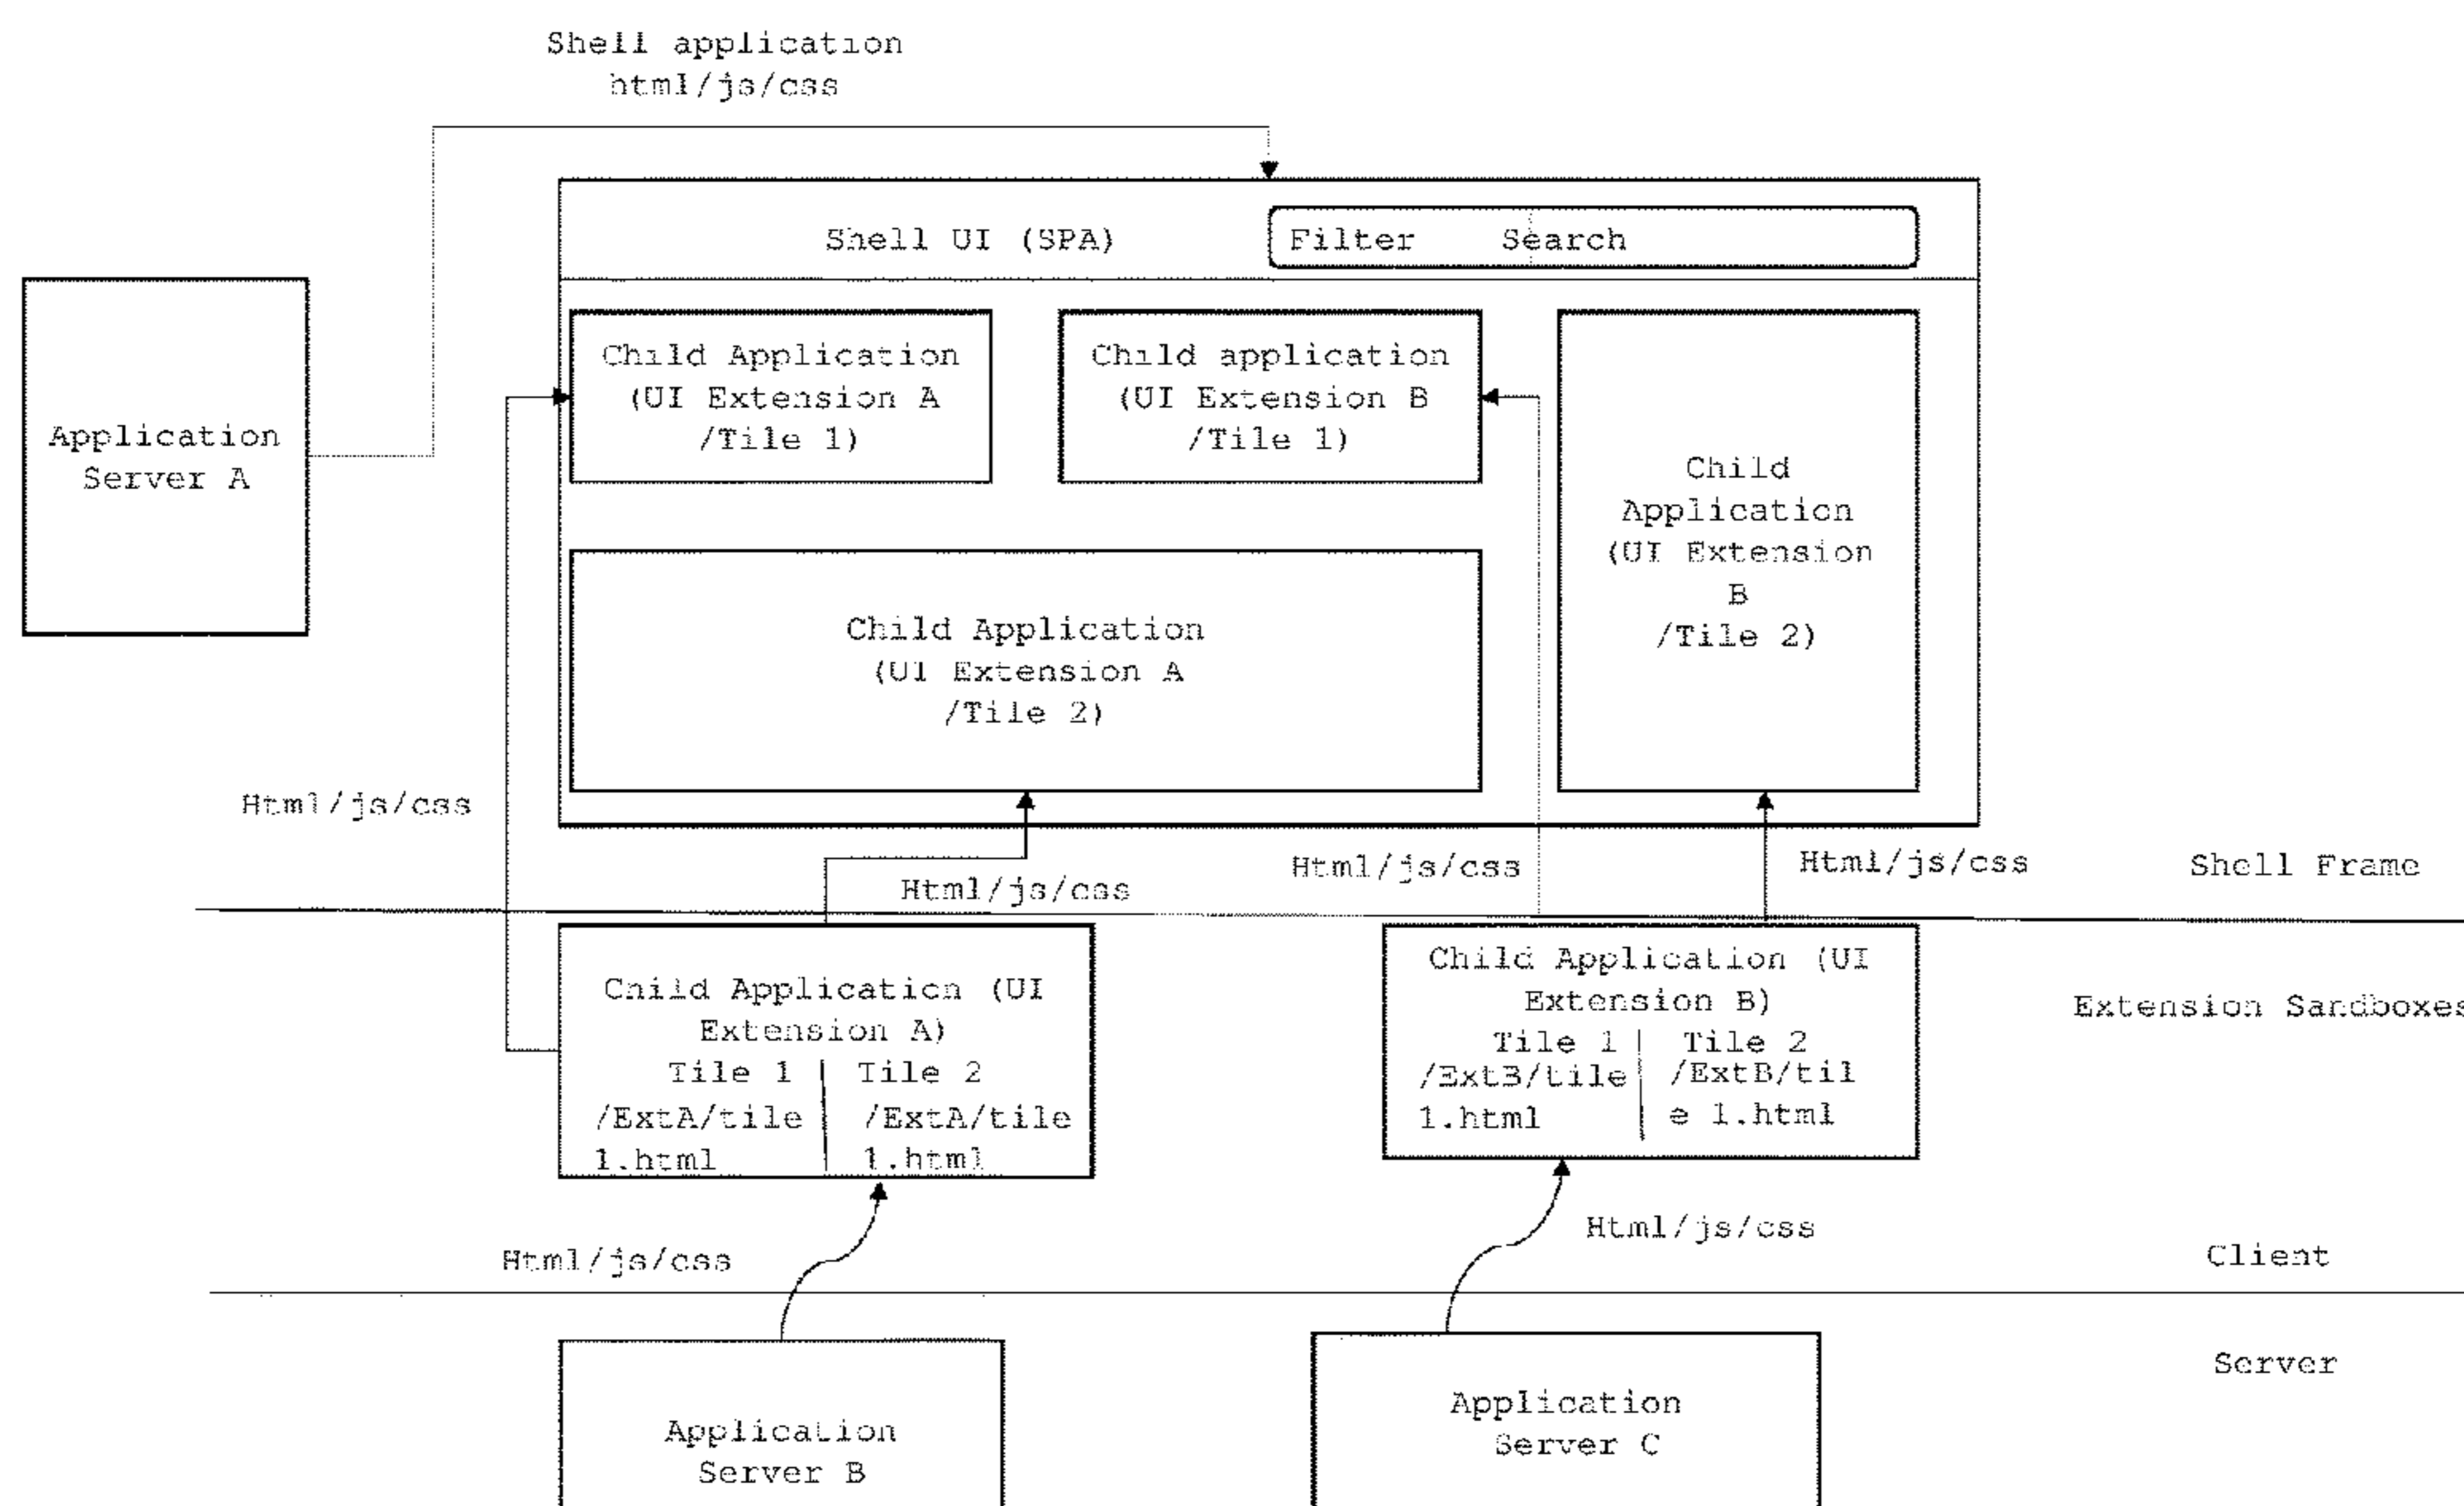 Shell application
html/js/css
Shell UI (SPA)
Filter Search
Application
Server A
Child Application
(UI Extension A
/Tile 1)
Child application
(UI Extension B
/Tile 1)
Child
Application
(UI Extension
B
/Tile 2)
Child Application
(UI Extension A
/Tile 2)
Html/js/css
Html/js/css
Html/js/css
Html/js/css
Shell Frame
Child Application (UI
Extension A)
Tile 1 | Tile 2
/ExtA/tile /ExtA/tile
1.html 1.html
Child Application (UI
Extension B)
Tile 1 | Tile 2
/ExtB/tile /ExtB/til
1.html e 1.html
Extension Sandboxes
Html/js/css
Html/js/css
Client
Server
Application
Server B
Application
Server C